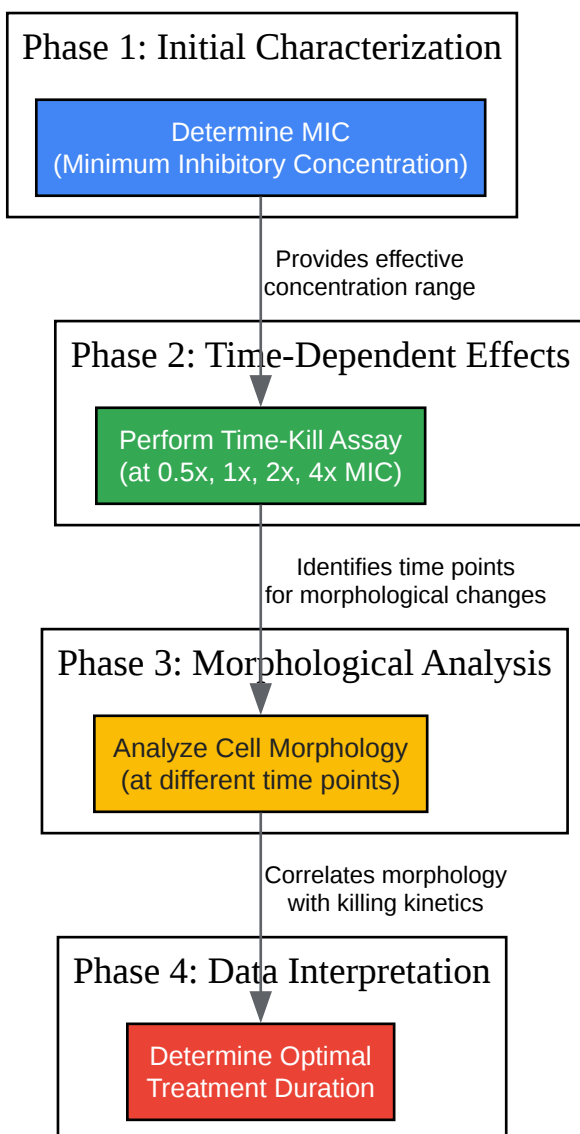 Phase 1: Initial Characterization
Determine MIC
(Minimum Inhibitory Concentration)
Provides effective
concentration range
Phase 2: Time-Dependent Effects
Perform Time-Kill Assay
(at 0.5x, 1x, 2x, 4x MIC)
Identifies time points
for morphological changes
Phase 3: Morphological Analysis
Analyze Cell Morphology
(at different time points)
Correlates morphology
with killing kinetics
Phase 4: Data Interpretation
Determine Optimal
Treatment Duration